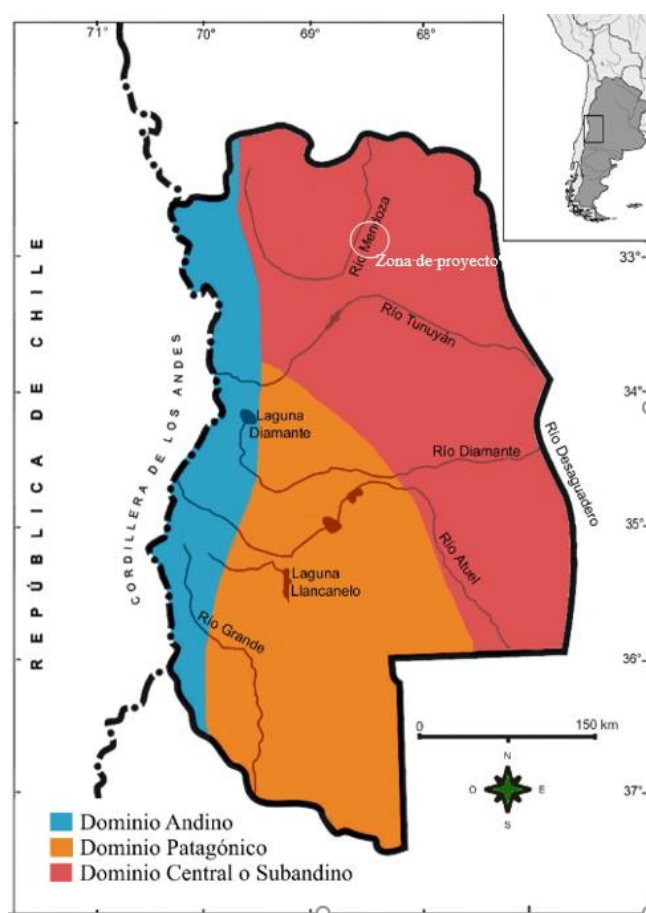 71°
70°
69°
68°
33°
34°
35°
36°
37°
REPÚBLICA DE CHILE
CORDILLERA DE LOS ANDES
Río Mendoza
Zona de proyecto
Río Tunuyán
Laguna
Diamante
Río Diamante
Río Desaguadero
Río Atuel
Laguna
Llancanelo
Río Grande
0
150 km
N
O
E
S
Dominio Andino
Dominio Patagónico
Dominio Central o Subandino